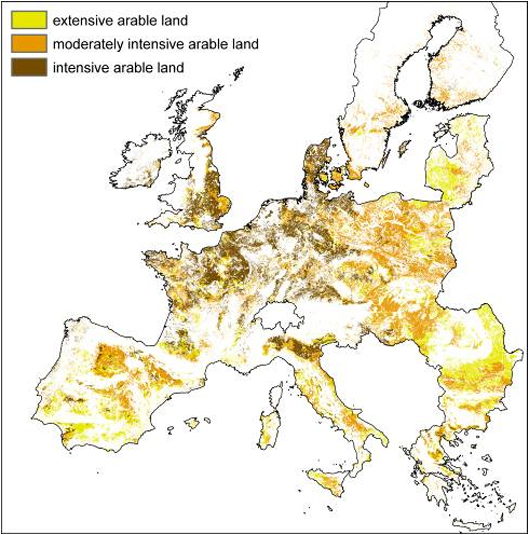 extensive arable land
moderately intensive arable land
intensive arable land